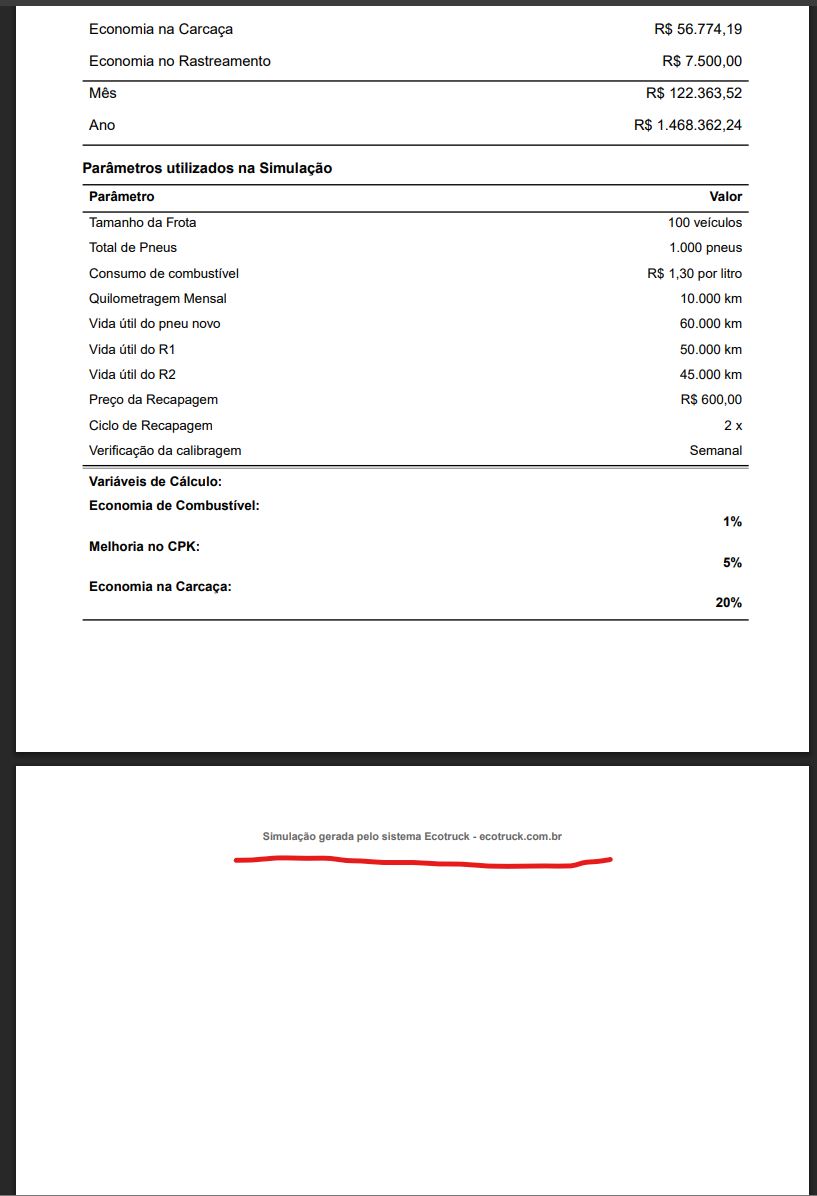 Economia na Carcaça R$ 56.774,19
Economia no Rastreamento R$ 7.500,00
Mês R$ 122.363,52
Ano R$ 1.468.362,24
Parâmetros utilizados na Simulação
Parâmetro Valor
Tamanho da Frota 100 veículos
Total de Pneus 1.000 pneus
Consumo de combustível R$ 1,30 por litro
Quilometragem Mensal 10.000 km
Vida útil do pneu novo 60.000 km
Vida útil do R1 50.000 km
Vida útil do R2 45.000 km
Preço da Recapagem R$ 600,00
Ciclo de Recapagem 2 x
Verificação da calibragem Semanal
Variáveis de Cálculo:
Economia de Combustível:
1%
Melhoria no CPK:
5%
Economia na Carcaça:
20%
Simulação gerada pelo sistema Ecotruck - ecotruck.com.br